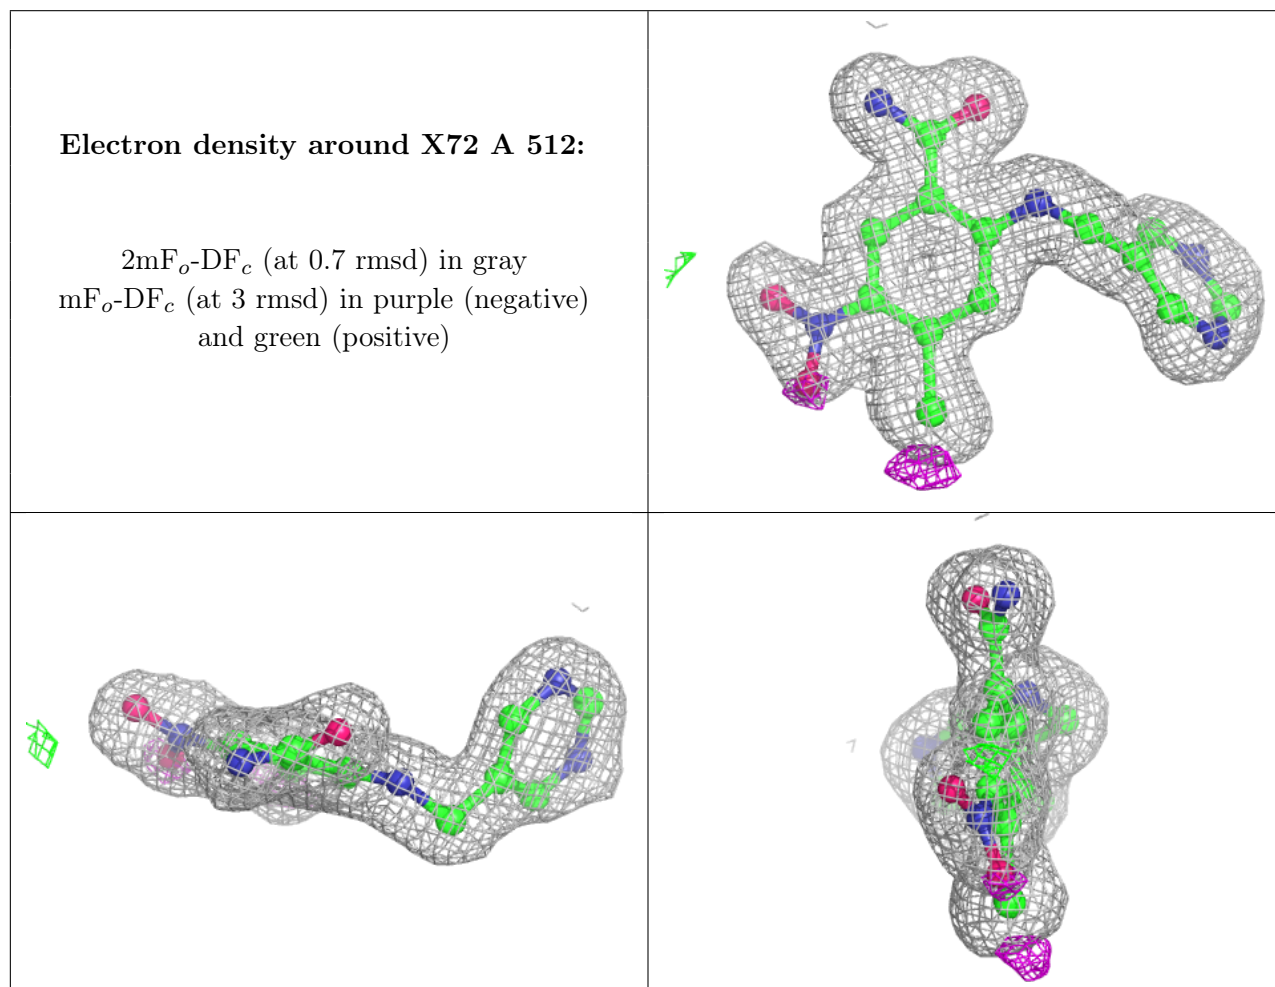 Electron density around X72 A 512:
2mFo-DFc (at 0.7 rmsd) in gray
mFo-DFc (at 3 rmsd) in purple (negative)
and green (positive)